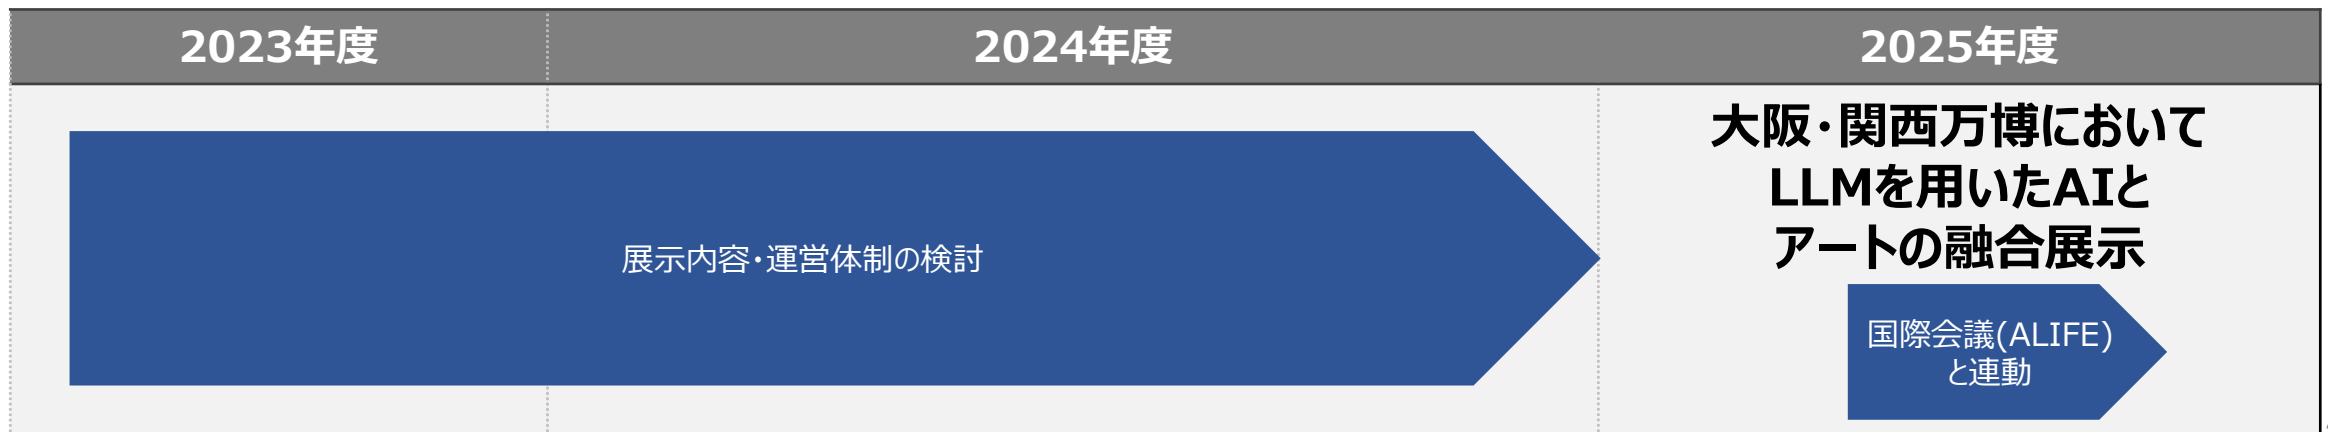 2023年度
2024年度
2025年度
大阪・関西万博において
LLMを用いたAIと
アートの融合展示
展示内容・運営体制の検討
国際会議(ALIFE)
と連動